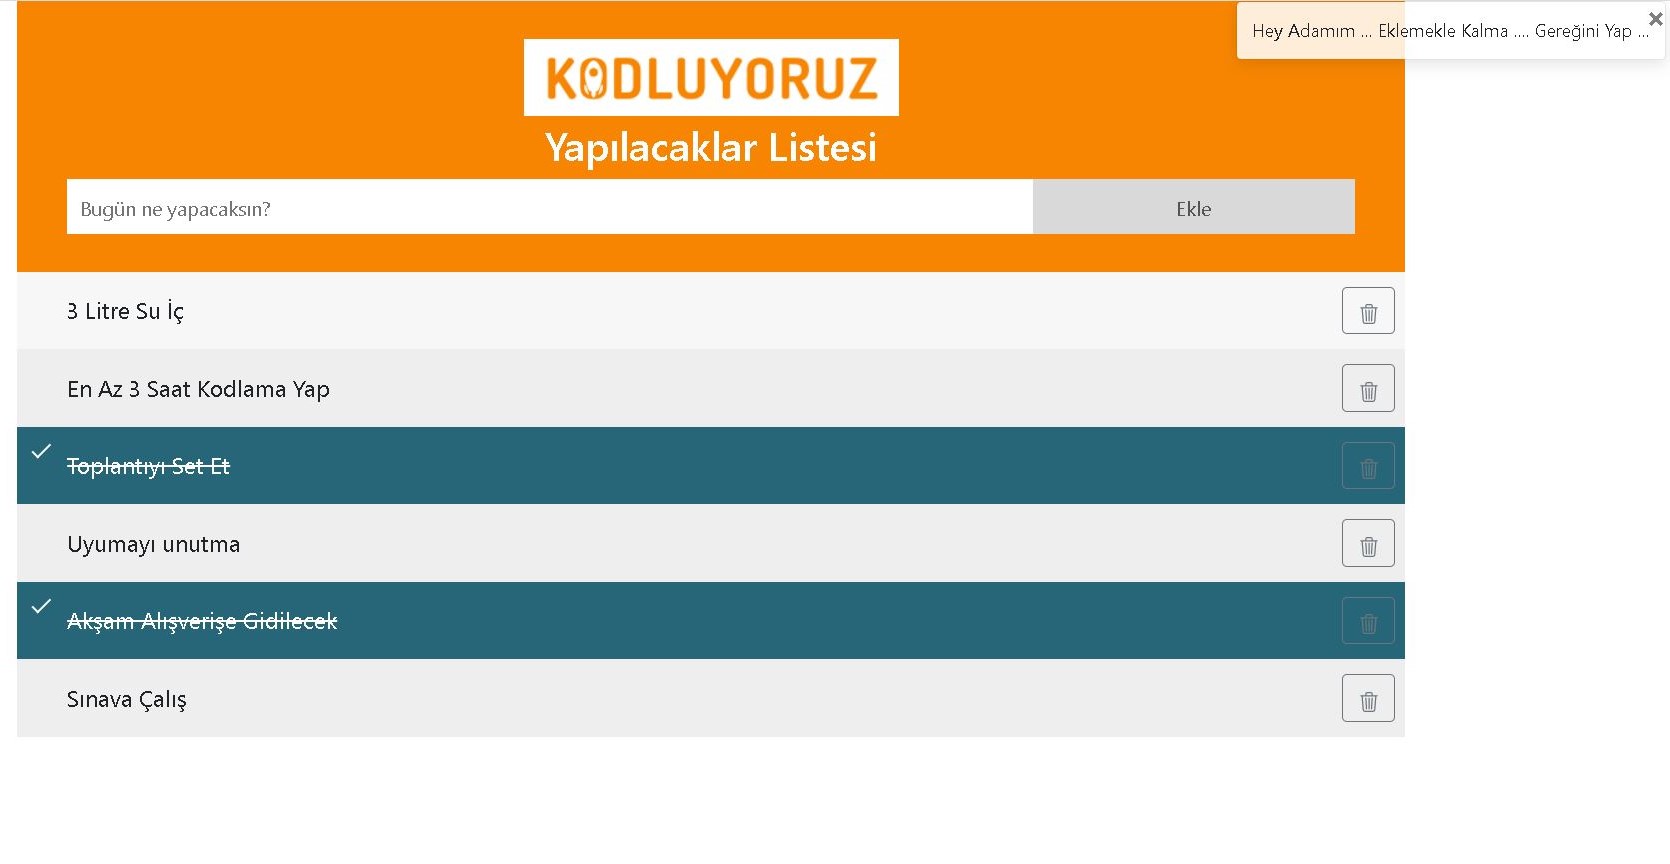 Hey Adamım ... Eklemekle Kalma .... Gereğini Yap ...
KODLUYORUZ
Yapılacaklar Listesi
Bugün ne yapacaksın?
Ekle
3 Litre Su İç
En Az 3 Saat Kodlama Yap
Toplantıyı Set Et
Uyumayı unutma
Akşam Alışverişe Gidilecek
Sınava Çalış